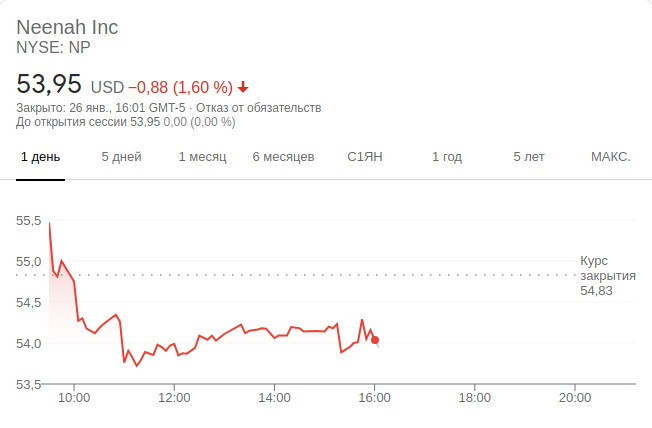 Neenah Inc
NYSE: NP
53,95 USD −0,88 (1,60 %)
Закрыто: 26 янв., 16:01 GMT-5 · Отказ от обязательств
До открытия сессии 53,95 0,00 (0,00 %)
1 день 5 дней 1 месяц 6 месяцев С1ЯН 1 год 5 лет МАКС.
55,5
55,0
54,5
54,0
53,5
Курс
закрытия
54,83
10:00 12:00 14:00 16:00 18:00 20:00